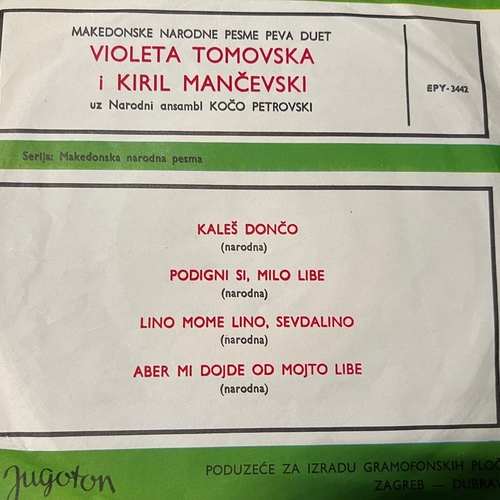 MAKEDONSKE NARODNE PESME PEVA DUET
VIOLETA TOMOVSKA
i KIRIL MANČEVSKI
uz Narodni ansambl KOČO PETROVSKI
EPY-3442
Serija: Makedonska narodna pesma
KALEŠ DONČO
(narodna)
PODIGNI SI, MILO LIBE
(narodna)
LINO MOME LINO, SEVDALINO
(narodna)
ABER MI DOJDE OD MOJTO LIBE
(narodna)
Jugoton
PODUZEĆE ZA IZRADU GRAMOFONSKIH PLOČ
ZAGREB — DUBRA